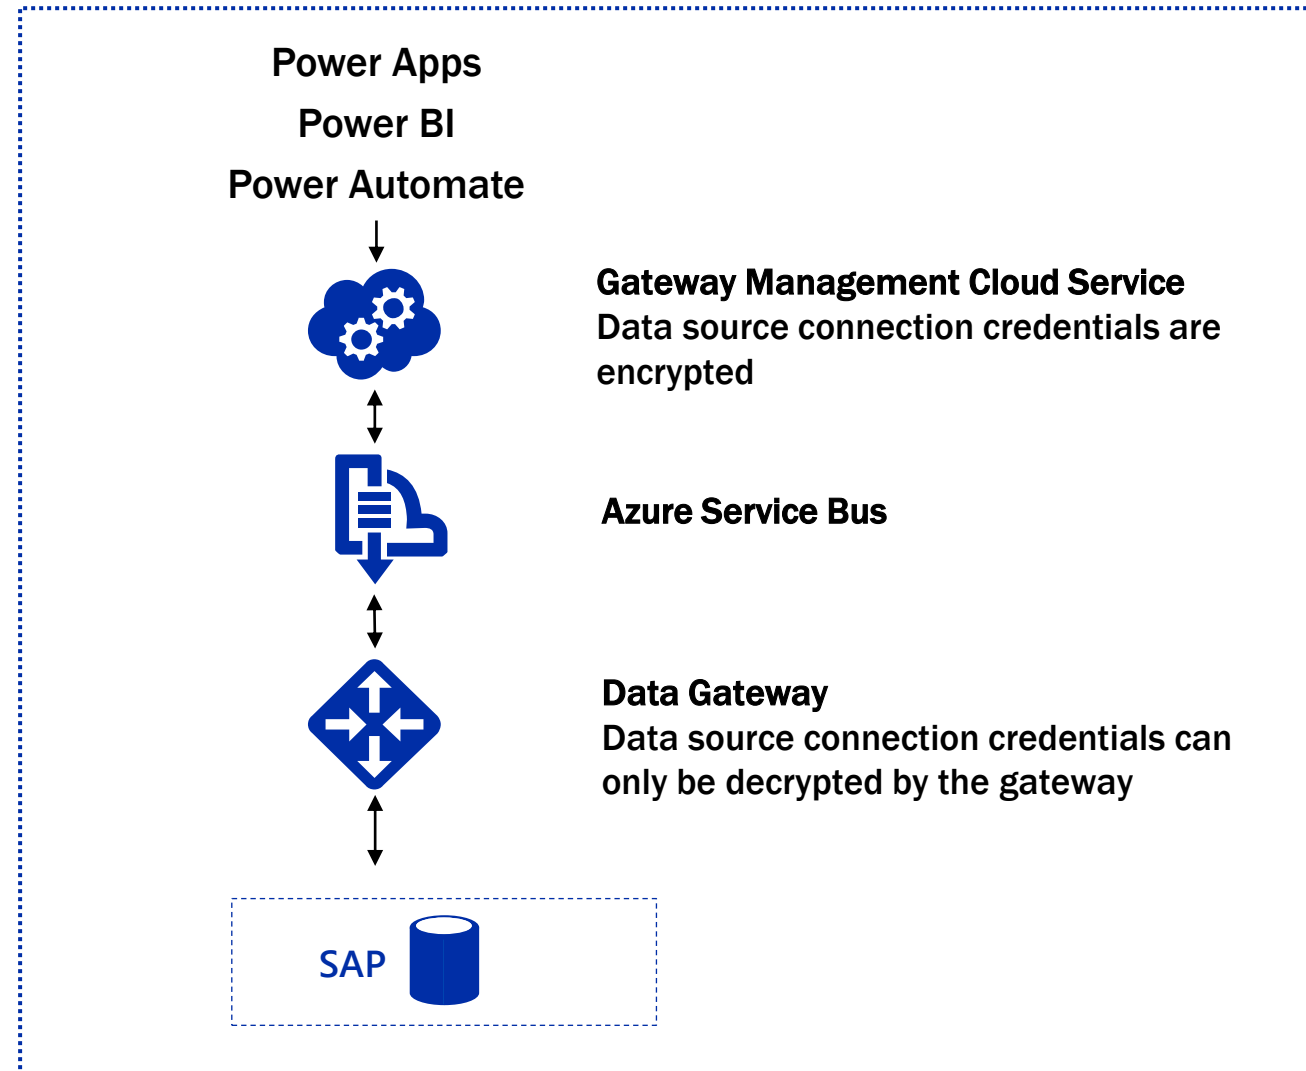 Power Apps
Power BI
Power Automate
Gateway Management Cloud Service
Data source connection credentials are
encrypted
Azure Service Bus
Data Gateway
Data source connection credentials can
only be decrypted by the gateway
SAP